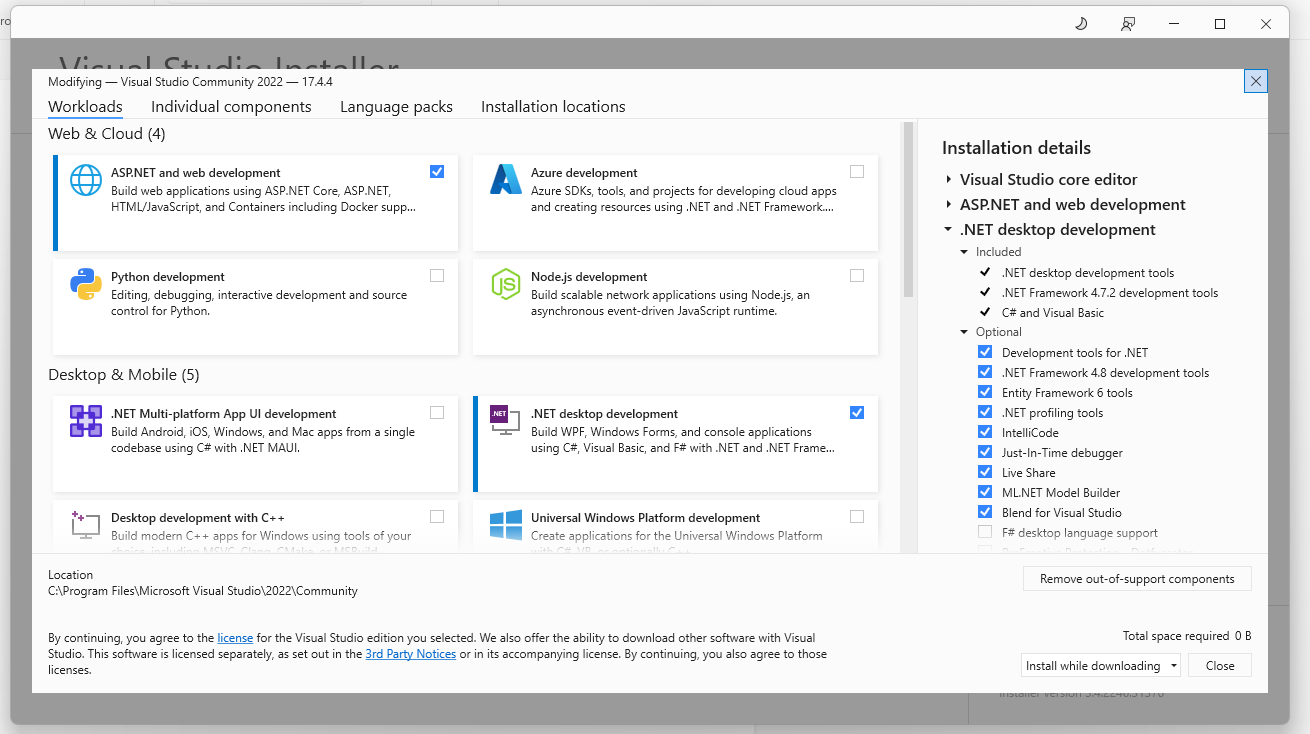 Visual Studio Installer
Modifying — Visual Studio Community 2022 — 17.4.4
Workloads
Individual components
Language packs
Installation locations
Web & Cloud (4)
ASP.NET and web development
Build web applications using ASP.NET Core, ASP.NET,
HTML/JavaScript, and Containers including Docker supp...
Azure development
Azure SDKs, tools, and projects for developing cloud apps
and creating resources using .NET and .NET Framework....
Python development
Editing, debugging, interactive development and source
control for Python.
JS
Node.js development
Build scalable network applications using Node.js, an
asynchronous event-driven JavaScript runtime.
Desktop & Mobile (5)
.NET Multi-platform App UI development
Build Android, iOS, Windows, and Mac apps from a single
codebase using C# with .NET MAUI.
.NET
.NET desktop development
Build WPF, Windows Forms, and console applications
using C#, Visual Basic, and F# with .NET and .NET Frame...
Desktop development with C++
Build modern C++ apps for Windows using tools of your
choice, including MSVC, Clang, CMake, or MSBuild.
Universal Windows Platform development
Create applications for the Universal Windows Platform
with C#, VB, or optionally C++.
Installation details
Visual Studio core editor
ASP.NET and web development
.NET desktop development
Included
.NET desktop development tools
.NET Framework 4.7.2 development tools
C# and Visual Basic
Optional
Development tools for .NET
.NET Framework 4.8 development tools
Entity Framework 6 tools
.NET profiling tools
IntelliCode
Just-In-Time debugger
Live Share
ML.NET Model Builder
Blend for Visual Studio
F# desktop language support
Location
C:\Program Files\Microsoft Visual Studio\2022\Community
Remove out-of-support components
By continuing, you agree to the license for the Visual Studio edition you selected. We also offer the ability to download other software with Visual
Studio. This software is licensed separately, as set out in the 3rd Party Notices or in its accompanying license. By continuing, you also agree to those
licenses.
Total space required 0 B
Install while downloading
Close
Installer version